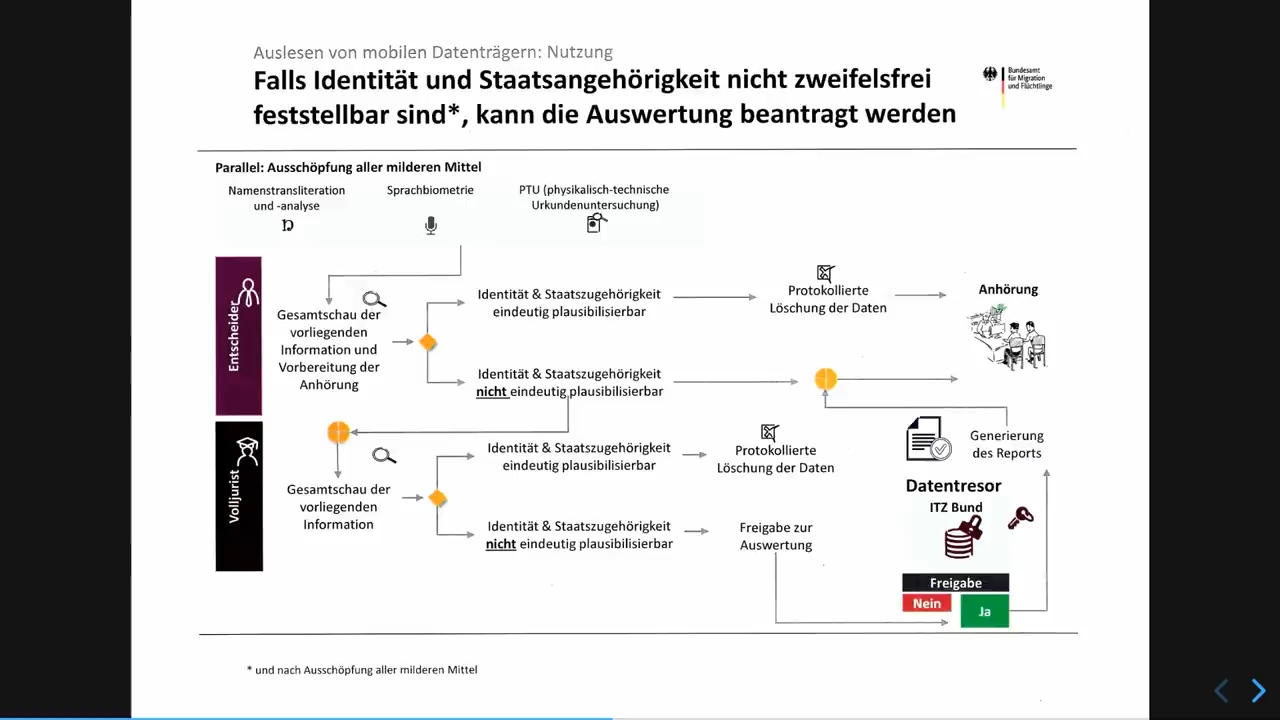 Auslesen von mobilen Datenträgern: Nutzung
Falls Identität und Staatsangehörigkeit nicht zweifelsfrei
feststellbar sind*, kann die Auswertung beantragt werden
Bundesamt
für Migration
und Flüchtlinge
Parallel: Ausschöpfung aller milderen Mittel
Namenstransliteration
und -analyse
Sprachbiometrie
PTU (physikalisch-technische
Urkundenuntersuchung)
Entscheider
Gesamtschau der
vorliegenden
Information und
Vorbereitung der
Anhörung
Identität & Staatszugehörigkeit
eindeutig plausibilisierbar
Protokollierte
Löschung der Daten
Anhörung
Identität & Staatszugehörigkeit
nicht eindeutig plausibilisierbar
Volljurist
Gesamtschau der
vorliegenden
Information
Identität & Staatszugehörigkeit
eindeutig plausibilisierbar
Protokollierte
Löschung der Daten
Identität & Staatszugehörigkeit
nicht eindeutig plausibilisierbar
Freigabe zur
Auswertung
Generierung
des Reports
Datentresor
ITZ Bund
Freigabe
Nein
Ja
* und nach Ausschöpfung aller milderen Mittel